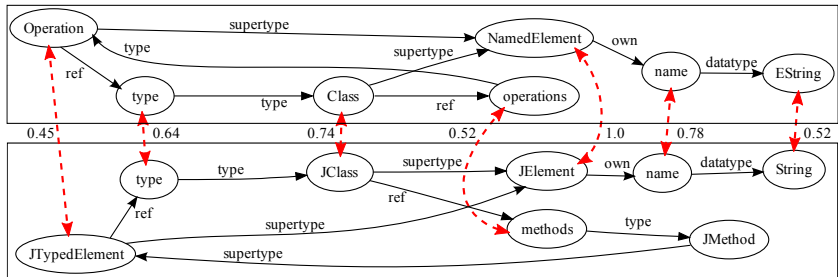 Operation
supertype
type
NamedElement
own
supertype
ref
name
datatype
EString
type
type
Class
ref
operations
0.45
0.64
0.74
0.52
1.0
0.78
0.52
type
type
JClass
supertype
JElement
own
name
datatype
String
ref
ref
supertype
methods
type
JMethod
JTypedElement
supertype